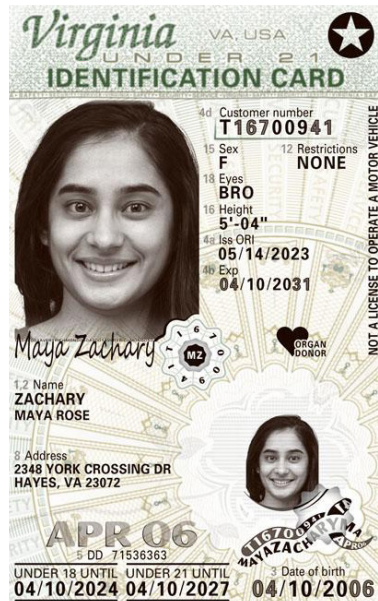 Virginia VA, USA
UNDER 21
IDENTIFICATION CARD
4d Customer number
T16700941
15 Sex 12 Restrictions
F NONE
18 Eyes
BRO
16 Height
5'-04"
4a Iss ORI
05/14/2023
4b Exp
04/10/2031
NOT A LICENSE TO OPERATE A MOTOR VEHICLE
Maya Zachary
MZ
ORGAN
DONOR
1,2 Name
ZACHARY
MAYA ROSE
8 Address
2348 YORK CROSSING DR
HAYES, VA 23072
APR 06
5 DD 71536363
UNDER 18 UNTIL UNDER 21 UNTIL
04/10/2024 04/10/2027
3 Date of birth
04/10/2006